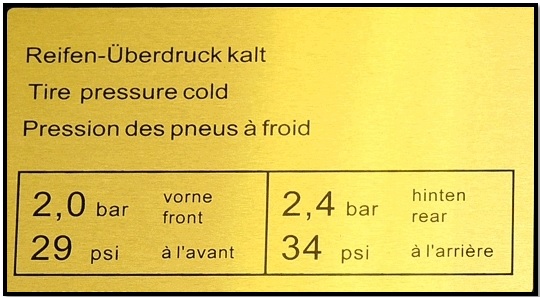 Reifen-Überdruck kalt
Tire pressure cold
Pression des pneus à froid
2,0 bar vorne
front
29 psi à l'avant
2,4 bar hinten
rear
34 psi à l'arrière